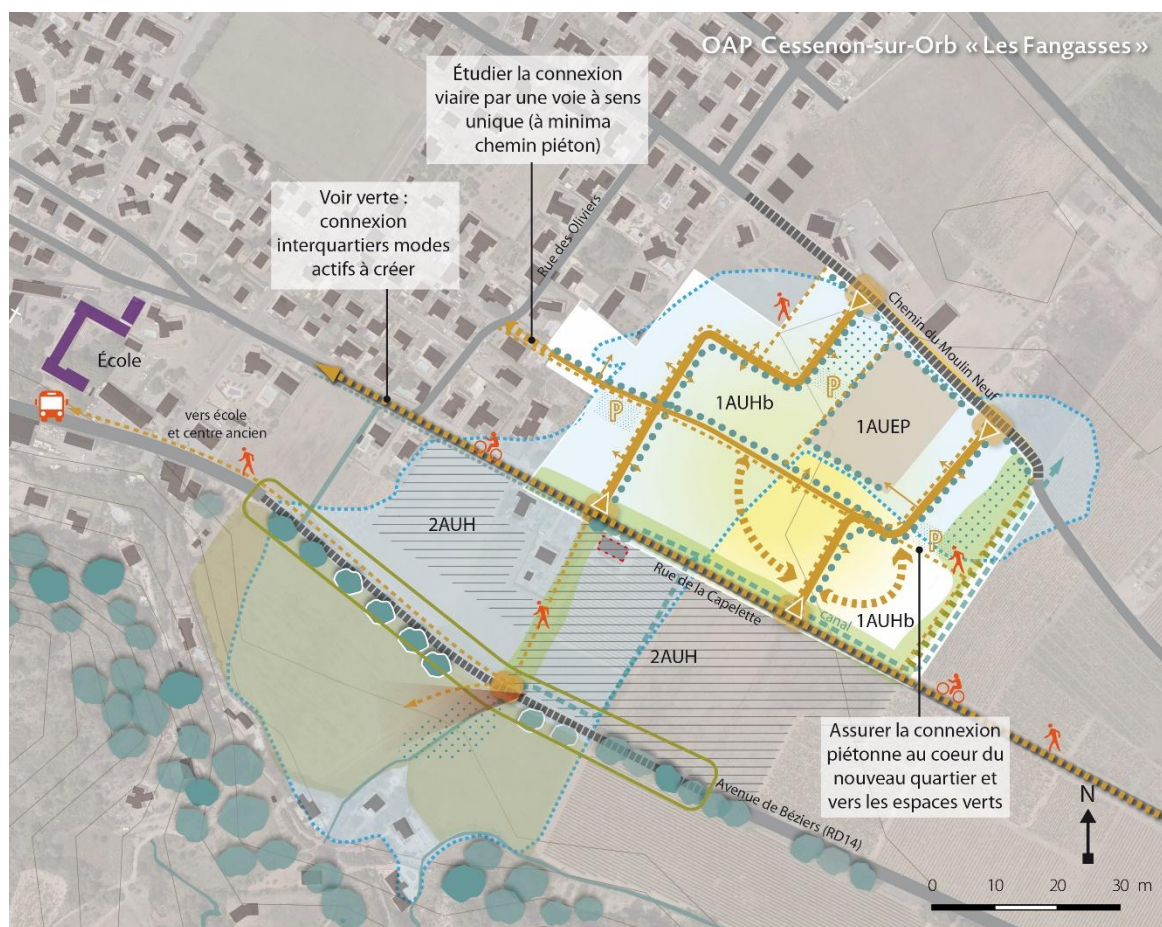 OAP Cessenon-sur-Orb « Les Fangasses »
Étudier la connexion
viaire par une voie à sens
unique (à minima
chemin piéton)
Voir verte :
connexion
interquartiers modes
actifs à créer
Rue des Oliviers
Chemin du Moulin Neuf
École
vers école
et centre ancien
1AUHb
1AUEP
P
P
P
2AUH
Rue de la Capelette
canal
1AUHb
2AUH
Assurer la connexion
piétonne au coeur du
nouveau quartier et
vers les espaces verts
Avenue de Béziers (RD14)
N
0 10 20 30 m